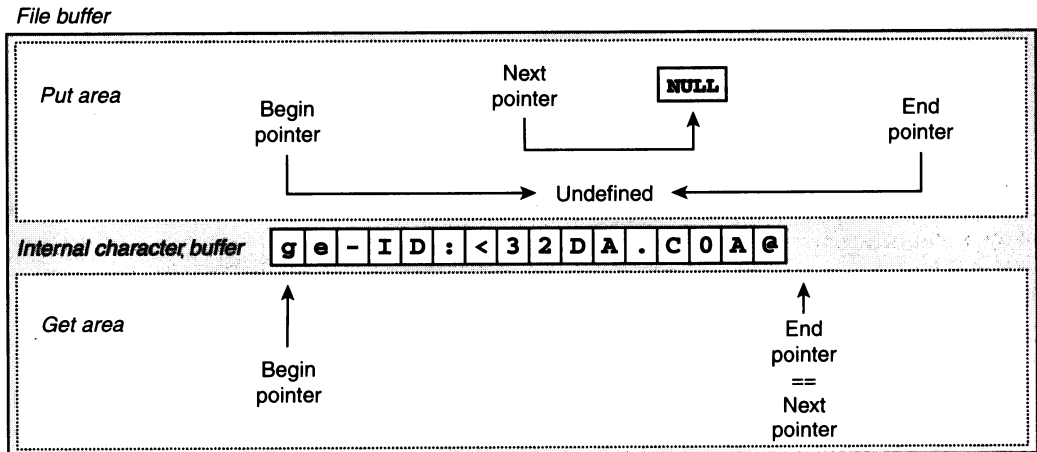 File buffer
Put area
Begin
pointer
Next
pointer
NULL
End
pointer
Undefined
Internal character buffer
g e - I D : < 3 2 D A . C 0 A @
Get area
Begin
pointer
End
pointer
==
Next
pointer